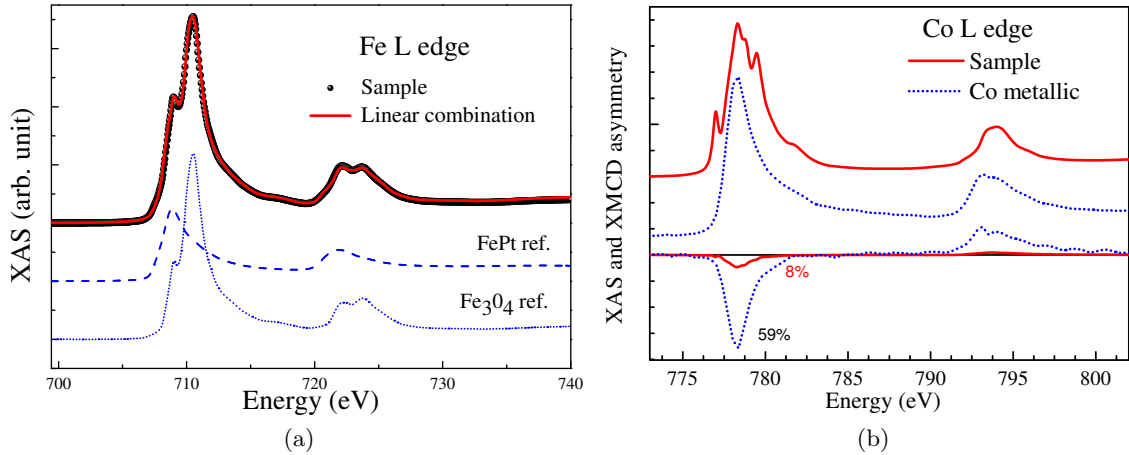 Fe L edge
Sample
Linear combination
XAS (arb. unit)
FePt ref.
Fe₃0₄ ref.
700 710 720 730 740
Energy (eV)
(a)
Co L edge
Sample
Co metallic
XAS and XMCD asymmetry
8%
59%
775 780 785 790 795 800
Energy (eV)
(b)